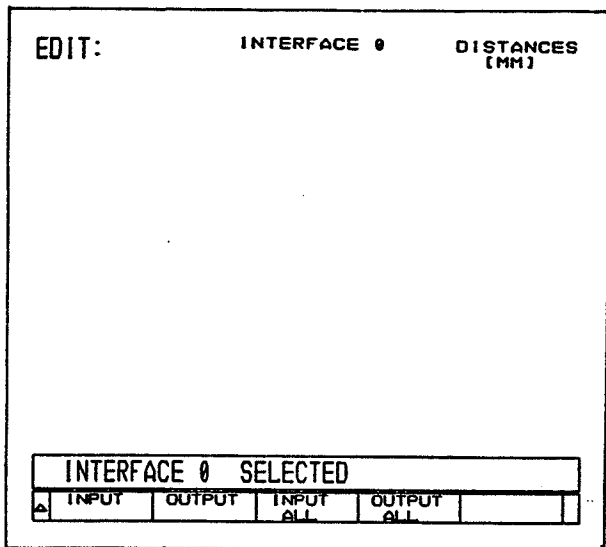 EDIT: INTERFACE 0 DISTANCES
[MM]
INTERFACE 0 SELECTED
INPUT OUTPUT INPUT ALL OUTPUT ALL